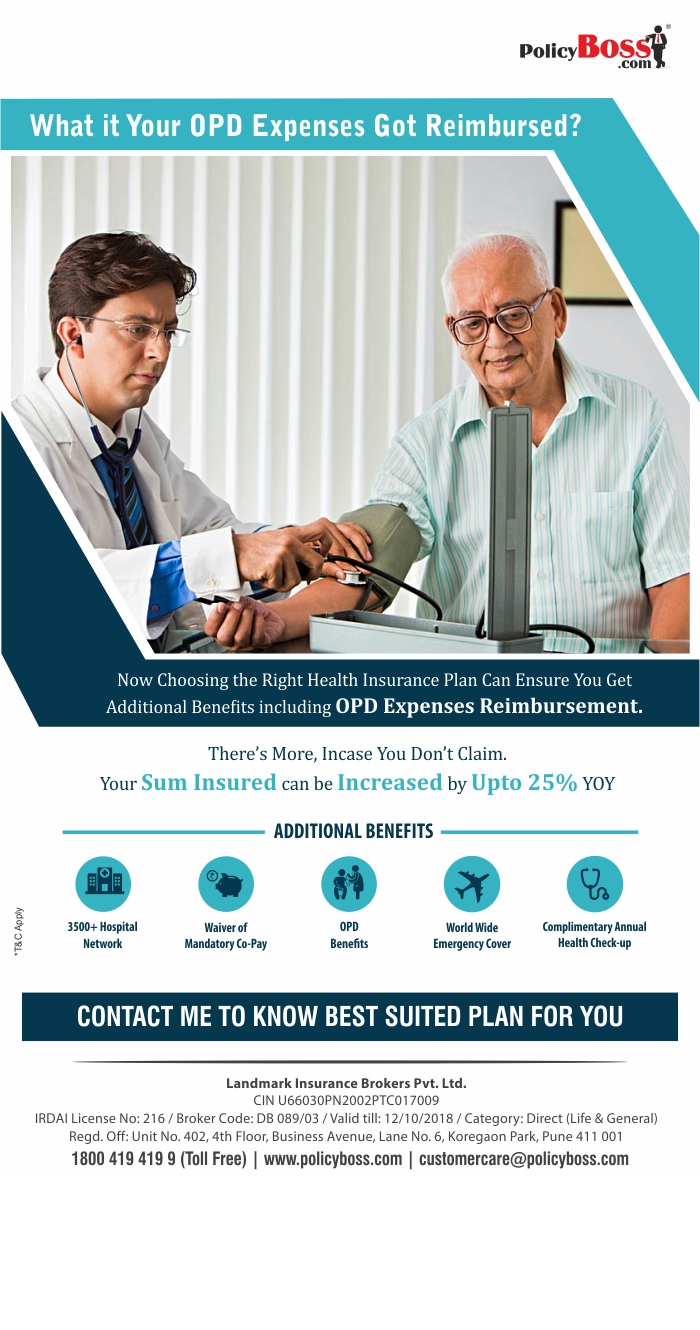 PolicyBoss®
.com
What it Your OPD Expenses Got Reimbursed?
Now Choosing the Right Health Insurance Plan Can Ensure You Get
Additional Benefits including OPD Expenses Reimbursement.
There's More, Incase You Don't Claim.
Your Sum Insured can be Increased by Upto 25% YOY
ADDITIONAL BENEFITS
3500+ Hospital
Network
₹
Waiver of
Mandatory Co-Pay
OPD
Benefits
World Wide
Emergency Cover
Complimentary Annual
Health Check-up
*T&C Apply
CONTACT ME TO KNOW BEST SUITED PLAN FOR YOU
Landmark Insurance Brokers Pvt. Ltd.
CIN U66030PN2002PTC017009
IRDAI License No: 216 / Broker Code: DB 089/03 / Valid till: 12/10/2018 / Category: Direct (Life & General)
Regd. Off: Unit No. 402, 4th Floor, Business Avenue, Lane No. 6, Koregaon Park, Pune 411 001
1800 419 419 9 (Toll Free) | www.policyboss.com | customercare@policyboss.com